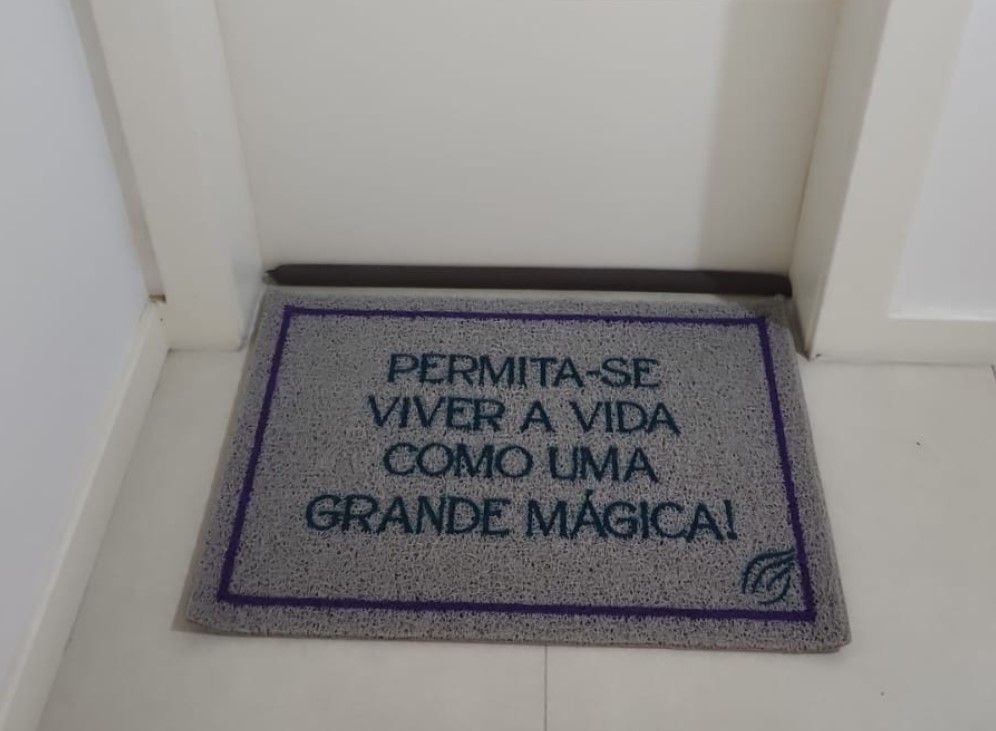 PERMITA-SE
VIVER A VIDA
COMO UMA
GRANDE MÁGICA!